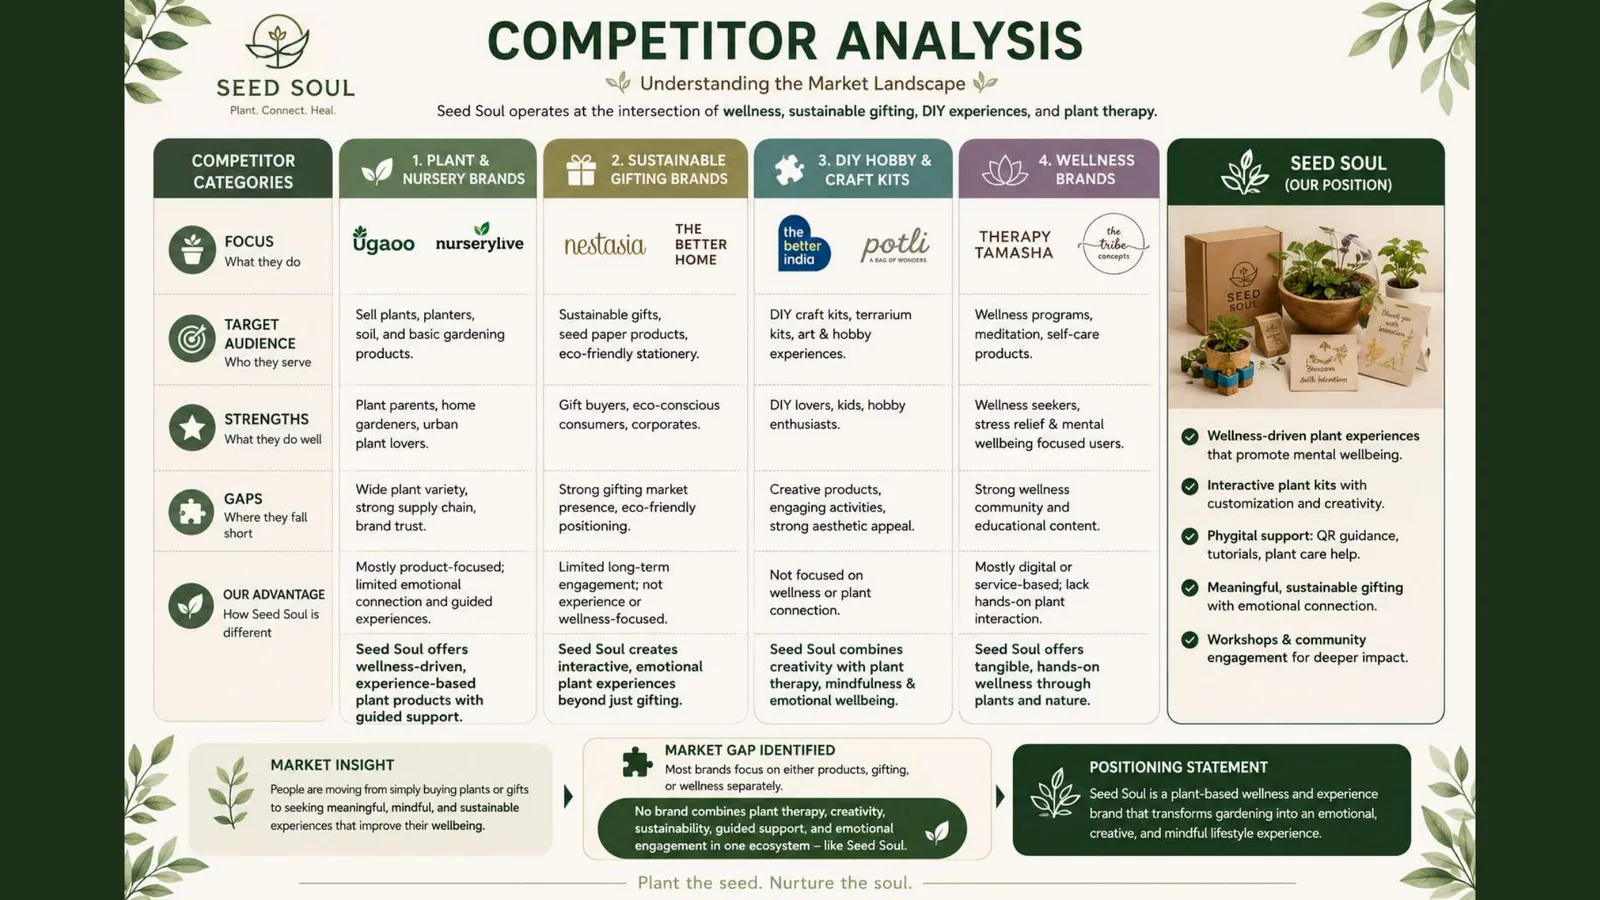 SEED SOUL
Plant. Connect. Heal.
COMPETITOR ANALYSIS
Understanding the Market Landscape
Seed Soul operates at the intersection of wellness, sustainable gifting, DIY experiences, and plant therapy.
COMPETITOR
CATEGORIES
FOCUS
What they do
TARGET
AUDIENCE
Who they serve
STRENGTHS
What they do well
GAPS
Where they fall
short
OUR ADVANTAGE
How Seed Soul is
different
1. PLANT &
NURSERY BRANDS
ugaoo
nurserylive
Sell plants, planters,
soil, and basic gardening
products.
Plant parents, home
gardeners, urban
plant lovers.
Wide plant variety,
strong supply chain,
brand trust.
Mostly product-focused;
limited emotional
connection and guided
experiences.
Seed Soul offers
wellness-driven,
experience-based
plant products with
guided support.
2. SUSTAINABLE
GIFTING BRANDS
nestasia
THE
BETTER
HOME
Sustainable gifts,
seed paper products,
eco-friendly stationery.
Gift buyers, eco-conscious
consumers, corporates.
Strong gifting market
presence, eco-friendly
positioning.
Limited long-term
engagement; not
experience or
wellness-focused.
Seed Soul creates
interactive, emotional
plant experiences
beyond just gifting.
3. DIY HOBBY &
CRAFT KITS
the
better
india
potli
A BAG OF WONDERS
DIY craft kits, terrarium
kits, art & hobby
experiences.
DIY lovers, kids, hobby
enthusiasts.
Creative products,
engaging activities,
strong aesthetic appeal.
Not focused on
wellness or plant
connection.
Seed Soul combines
creativity with plant
therapy, mindfulness &
emotional wellbeing.
4. WELLNESS
BRANDS
THERAPY
TAMASHA
the
tribe
concepts
Wellness programs,
meditation, self-care
products.
Wellness seekers,
stress relief & mental
wellbeing focused users.
Strong wellness
community and
educational content.
Mostly digital or
service-based; lack
hands-on plant
interaction.
Seed Soul offers
tangible, hands-on
wellness through
plants and nature.
SEED SOUL
(OUR POSITION)
SEED
SOUL
Wellness-driven plant experiences
that promote mental wellbeing.
Interactive plant kits with
customization and creativity.
Phygital support: QR guidance,
tutorials, plant care help.
Meaningful, sustainable gifting
with emotional connection.
Workshops & community
engagement for deeper impact.
MARKET INSIGHT
People are moving from simply buying plants or gifts
to seeking meaningful, mindful, and sustainable
experiences that improve their wellbeing.
MARKET GAP IDENTIFIED
Most brands focus on either products, gifting,
or wellness separately.
No brand combines plant therapy, creativity,
sustainability, guided support, and emotional
engagement in one ecosystem – like Seed Soul.
POSITIONING STATEMENT
Seed Soul is a plant-based wellness and experience
brand that transforms gardening into an emotional,
creative, and mindful lifestyle experience.
Plant the seed. Nurture the soul.